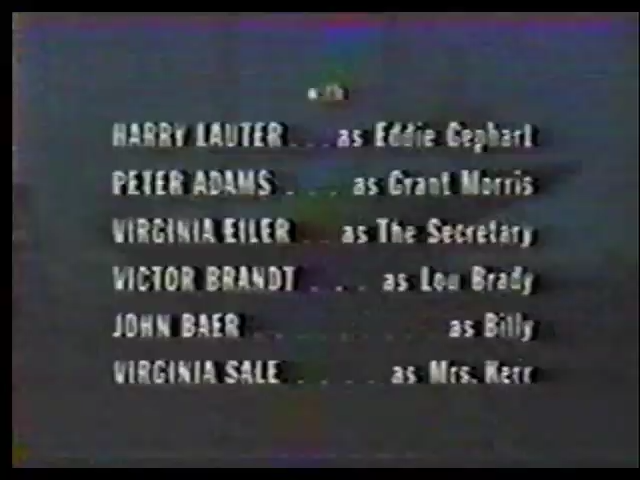 with
HARRY LAUTER . . . as Eddie Gephart
PETER ADAMS . . . . as Grant Morris
VIRGINIA EILER . . as The Secretary
VICTOR BRANDT . . . . as Lou Brady
JOHN BAER . . . . . . . . . as Billy
VIRGINIA SALE . . . . . as Mrs. Kerr